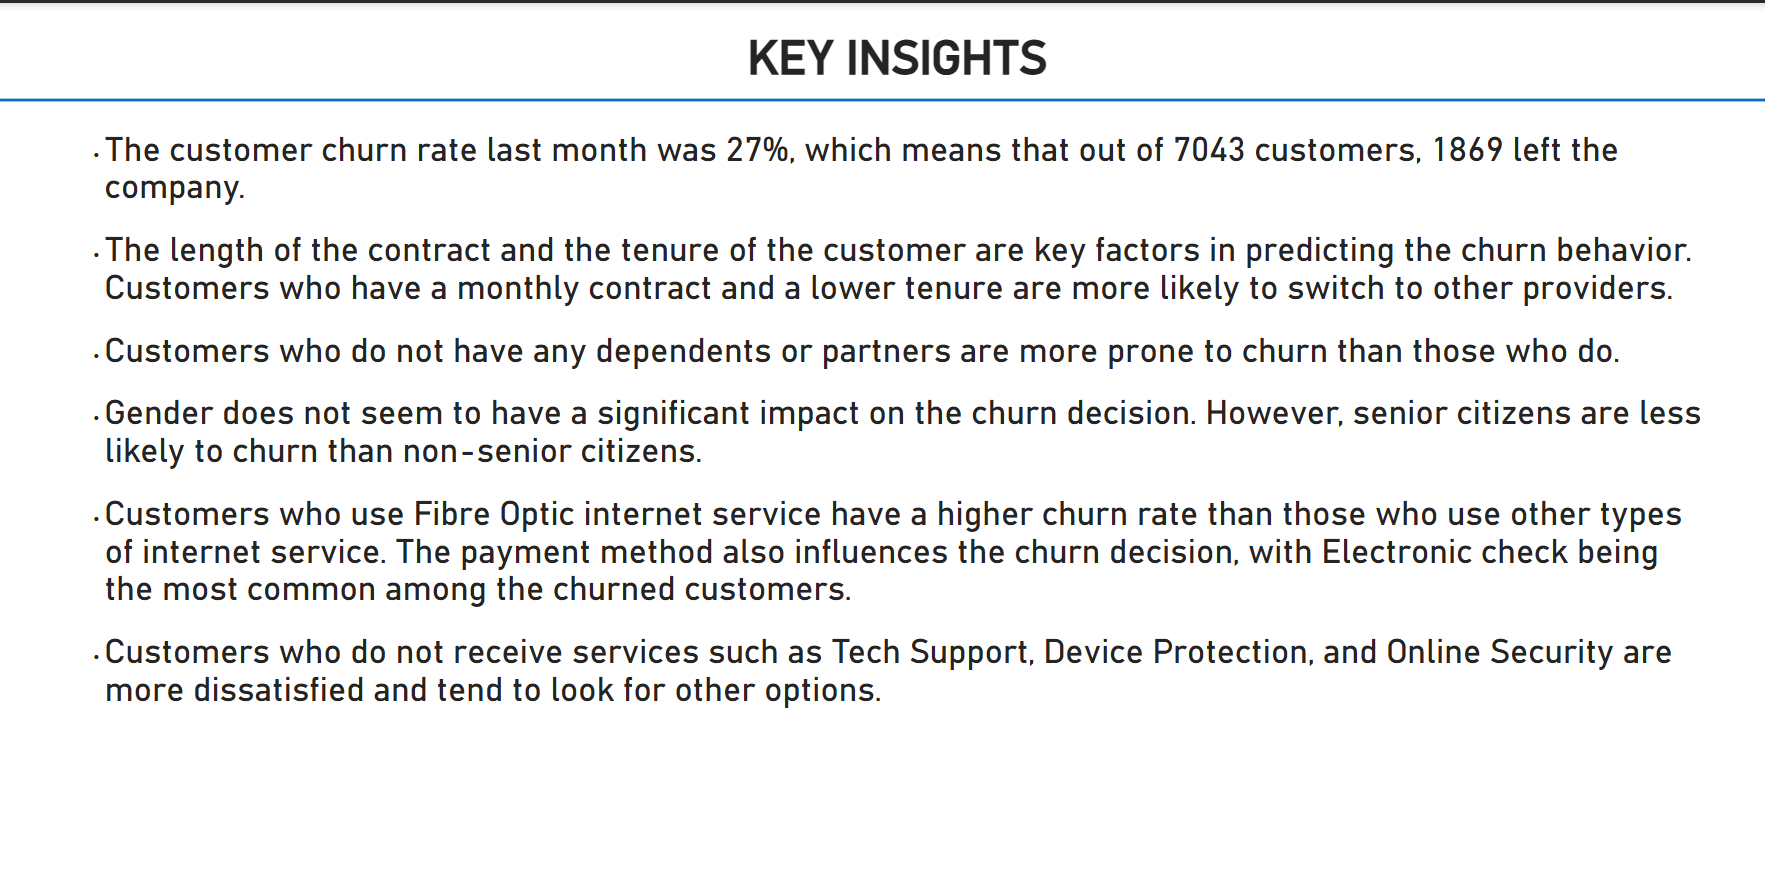 KEY INSIGHTS
· The customer churn rate last month was 27%, which means that out of 7043 customers, 1869 left the
company.
· The length of the contract and the tenure of the customer are key factors in predicting the churn behavior.
Customers who have a monthly contract and a lower tenure are more likely to switch to other providers.
· Customers who do not have any dependents or partners are more prone to churn than those who do.
· Gender does not seem to have a significant impact on the churn decision. However, senior citizens are less
likely to churn than non-senior citizens.
· Customers who use Fibre Optic internet service have a higher churn rate than those who use other types
of internet service. The payment method also influences the churn decision, with Electronic check being
the most common among the churned customers.
· Customers who do not receive services such as Tech Support, Device Protection, and Online Security are
more dissatisfied and tend to look for other options.